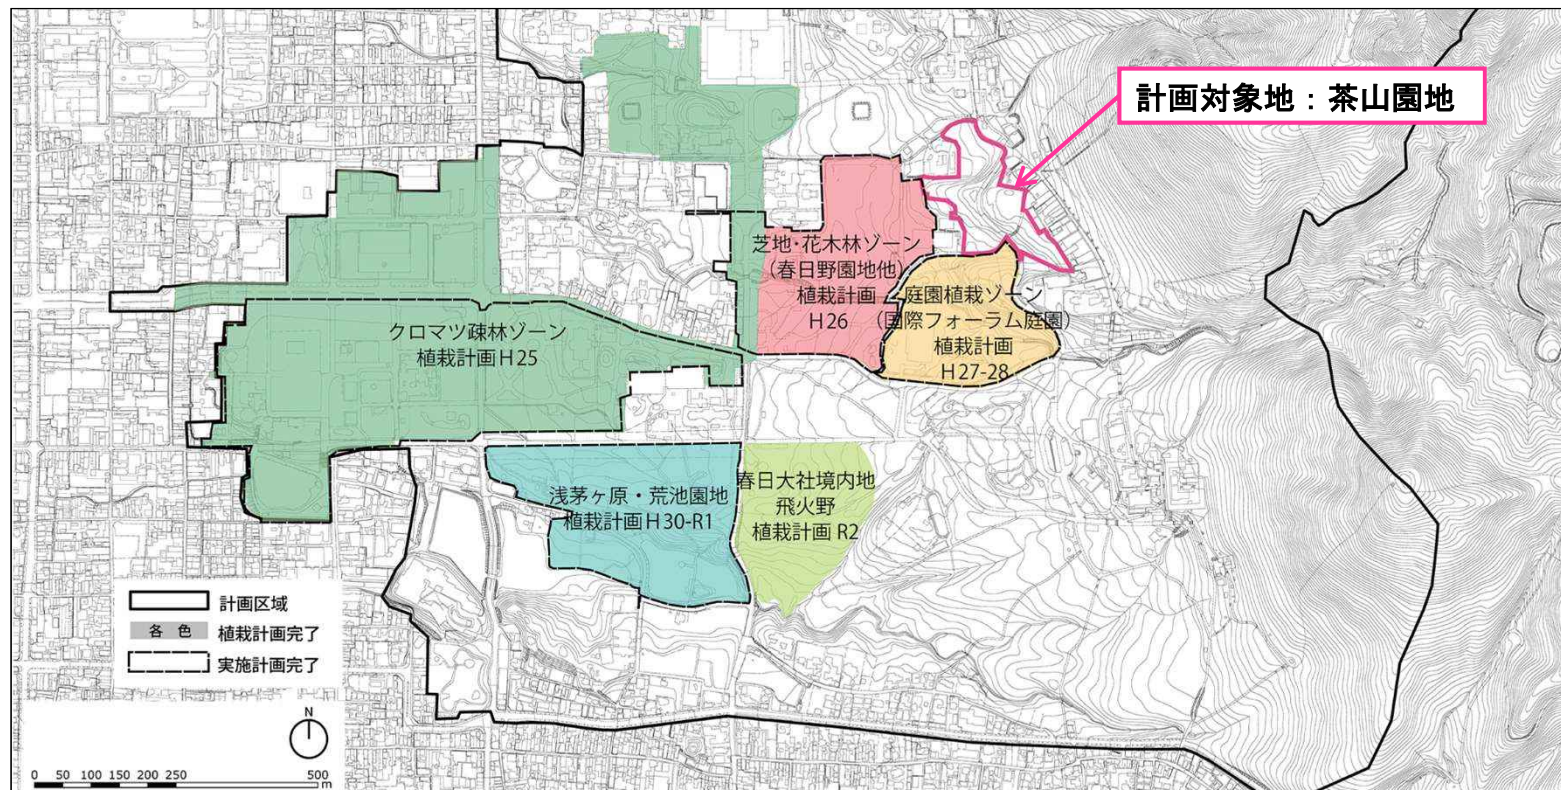 計画対象地：茶山園地
芝地・花木林ゾーン
（春日野園地他）
植栽計画
H26
庭園植栽ゾーン
（国際フォーラム庭園）
植栽計画
H27-28
クロマツ疎林ゾーン
植栽計画H25
浅茅ヶ原・荒池園地
植栽計画H30-R1
春日大社境内地
飛火野
植栽計画 R2
計画区域
各 色 植栽計画完了
実施計画完了
N
0 50 100 150 200 250 500
m